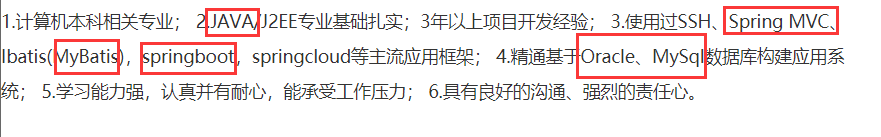 1.计算机本科相关专业； 2.JAVA/J2EE专业基础扎实；3年以上项目开发经验； 3.使用过SSH、Spring MVC、
Ibatis(MyBatis)，springboot，springcloud等主流应用框架； 4.精通基于Oracle、MySql数据库构建应用系
统； 5.学习能力强，认真并有耐心，能承受工作压力； 6.具有良好的沟通、强烈的责任心。